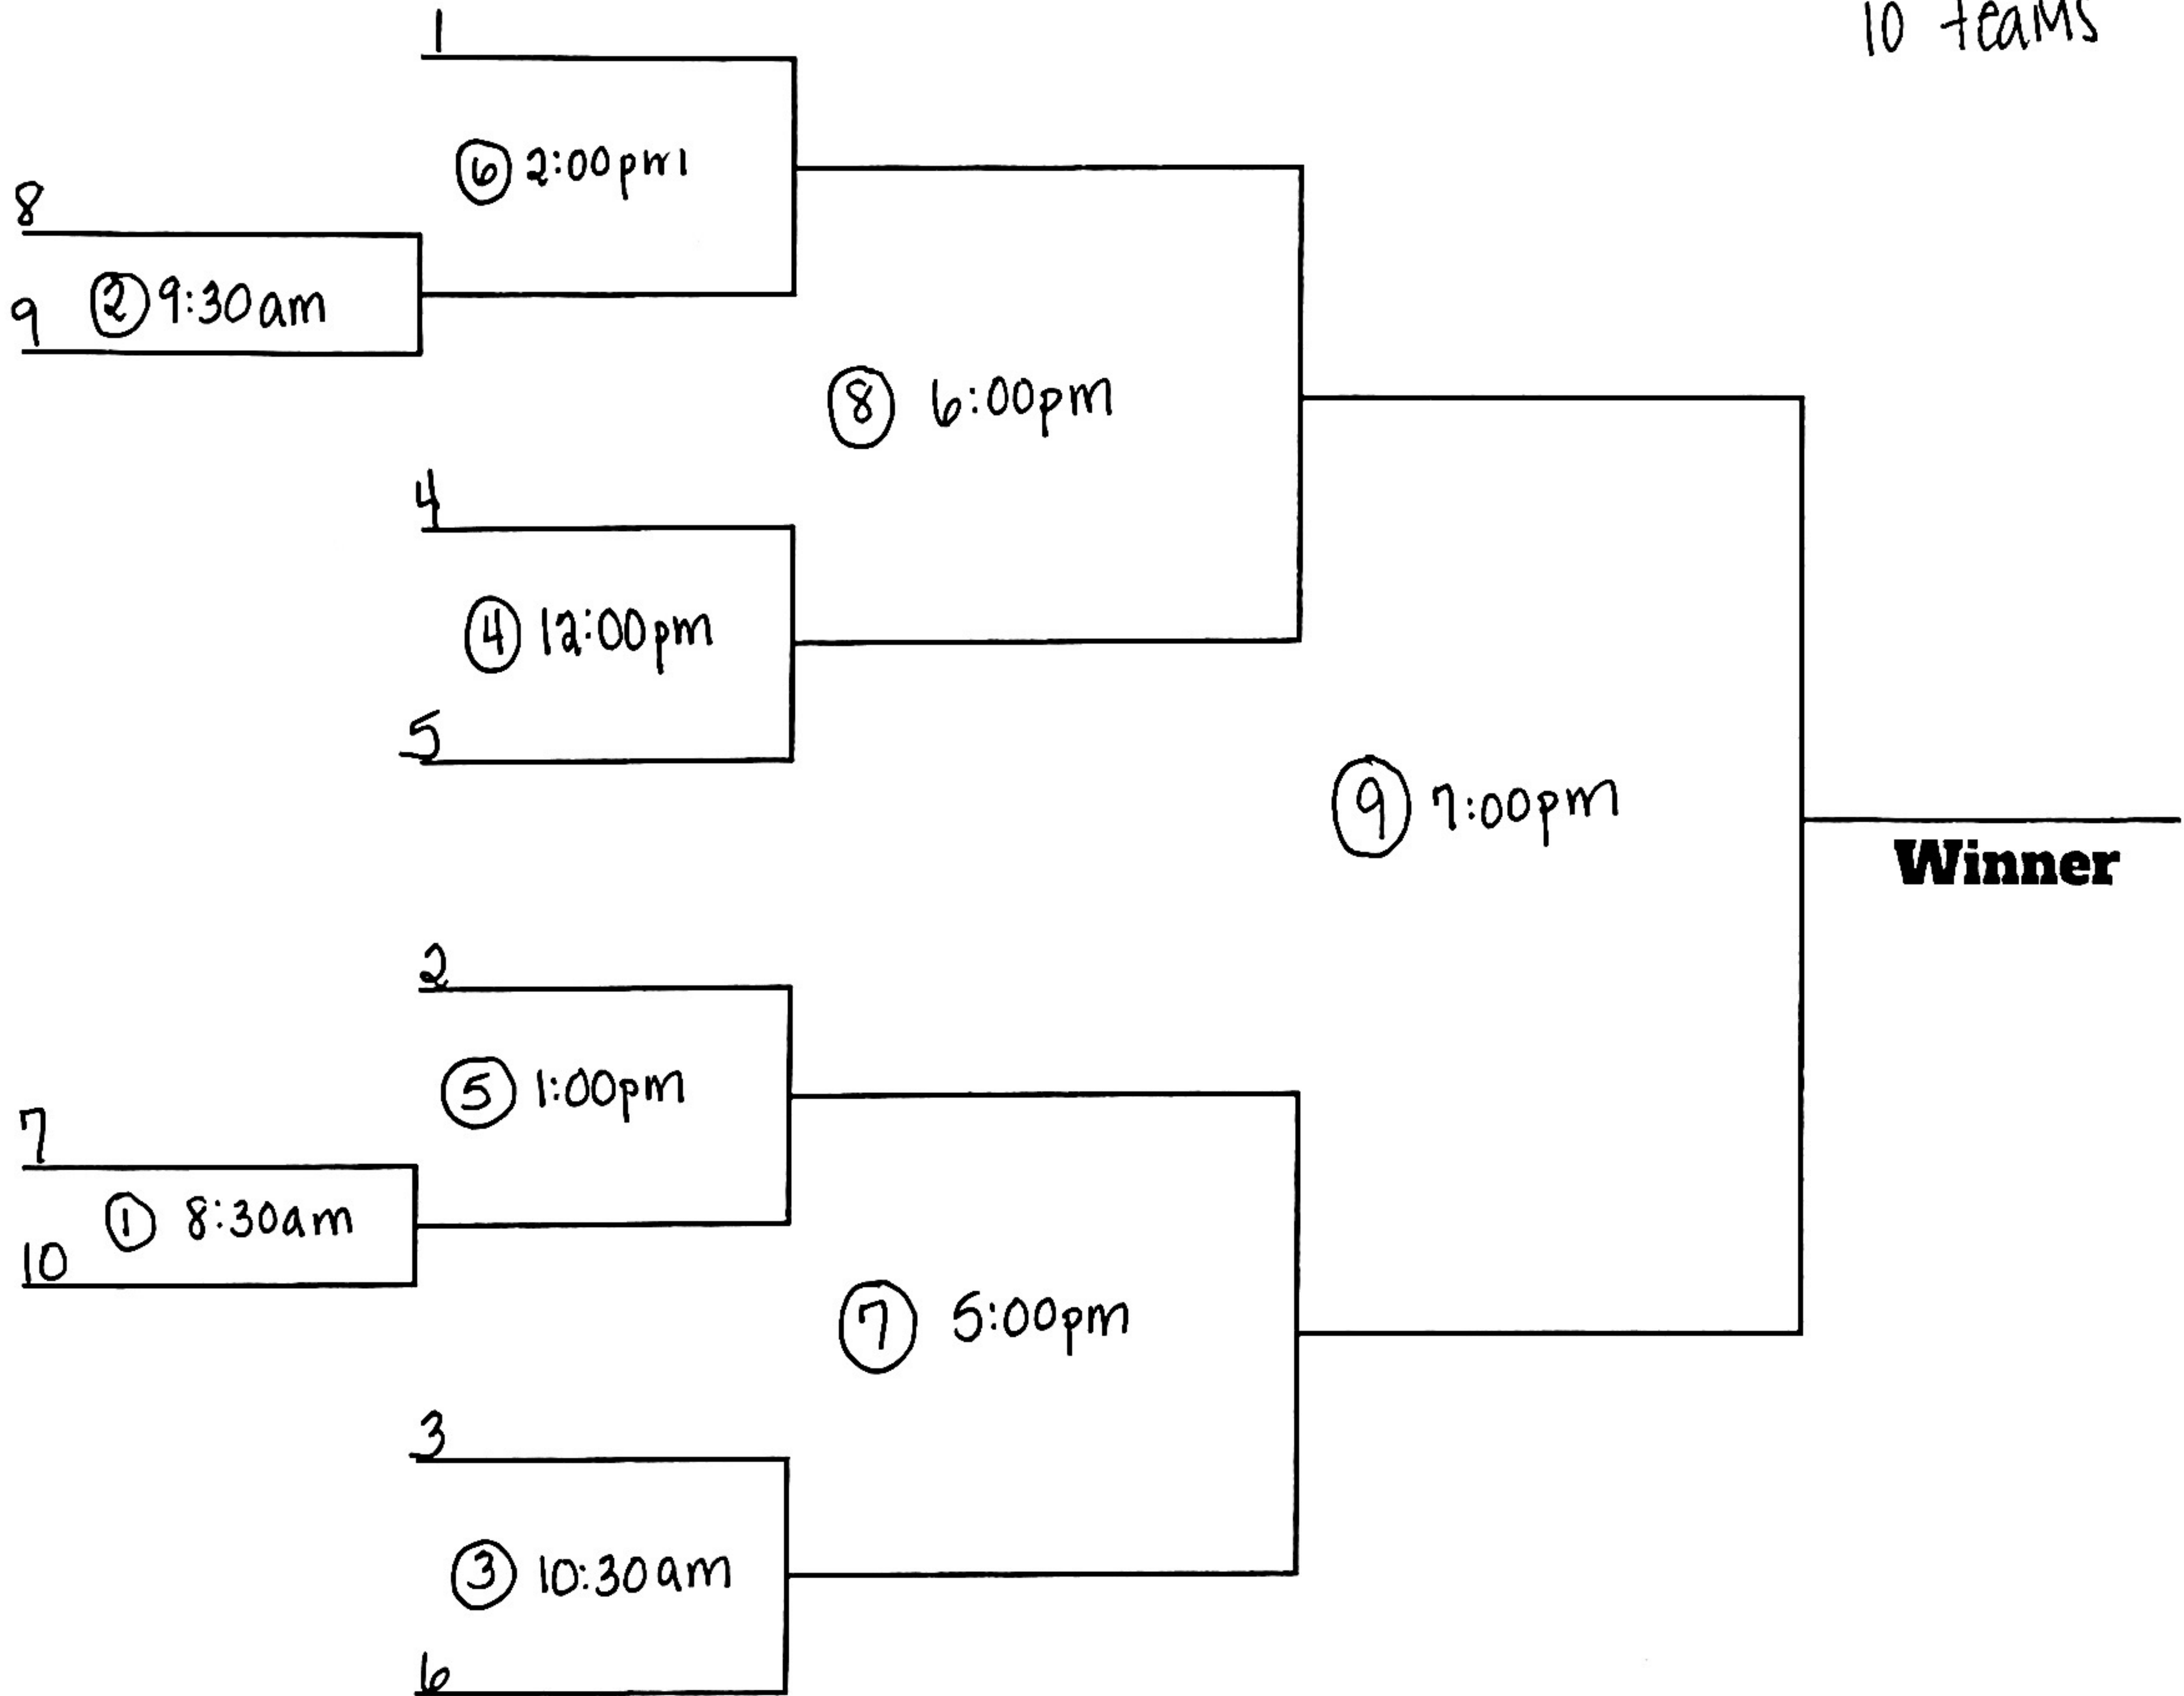 10 teams
1
⑥ 2:00pm
8
② 9:30am
9
⑧ 6:00pm
4
④ 12:00pm
5
⑨ 7:00pm
Winner
2
⑤ 1:00pm
7
① 8:30am
10
⑦ 5:00pm
3
③ 10:30am
6